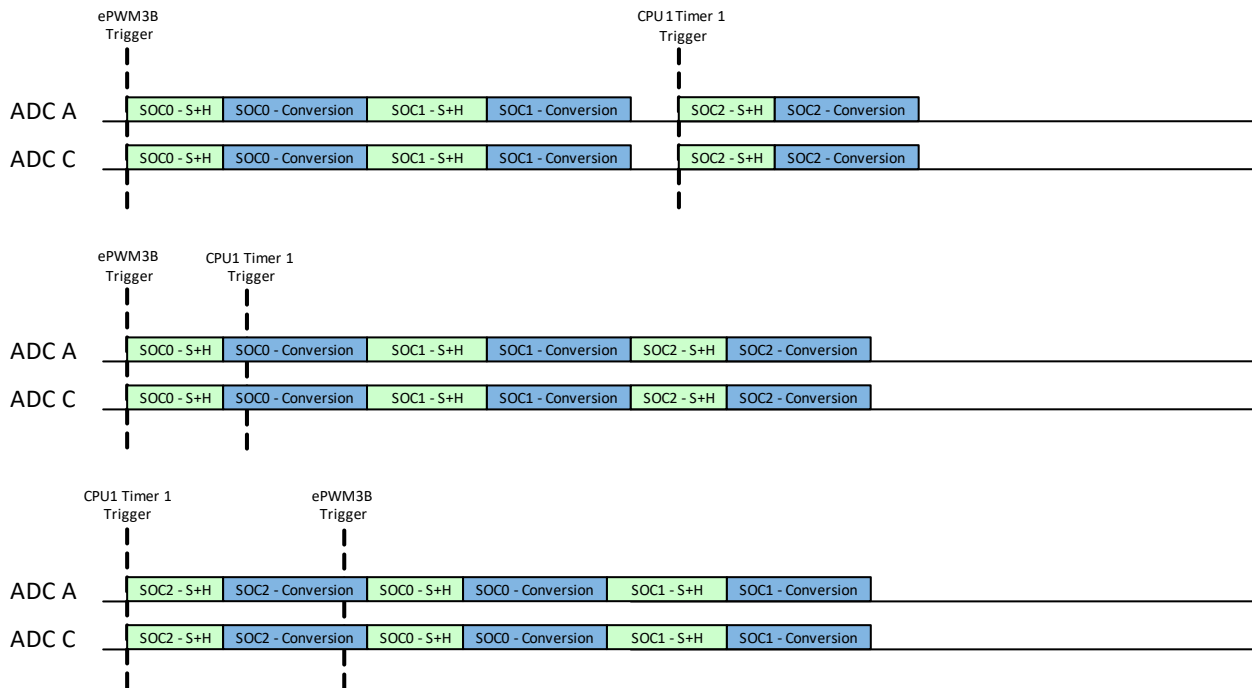 ePWM3B
Trigger
CPU1 Timer 1
Trigger
ADC A
SOC0 - S+H SOC0 - Conversion SOC1 - S+H SOC1 - Conversion SOC2 - S+H SOC2 - Conversion
ADC C
SOC0 - S+H SOC0 - Conversion SOC1 - S+H SOC1 - Conversion SOC2 - S+H SOC2 - Conversion
ePWM3B
Trigger
CPU1 Timer 1
Trigger
ADC A
SOC0 - S+H SOC0 - Conversion SOC1 - S+H SOC1 - Conversion SOC2 - S+H SOC2 - Conversion
ADC C
SOC0 - S+H SOC0 - Conversion SOC1 - S+H SOC1 - Conversion SOC2 - S+H SOC2 - Conversion
CPU1 Timer 1
Trigger
ePWM3B
Trigger
ADC A
SOC2 - S+H SOC2 - Conversion SOC0 - S+H SOC0 - Conversion SOC1 - S+H SOC1 - Conversion
ADC C
SOC2 - S+H SOC2 - Conversion SOC0 - S+H SOC0 - Conversion SOC1 - S+H SOC1 - Conversion